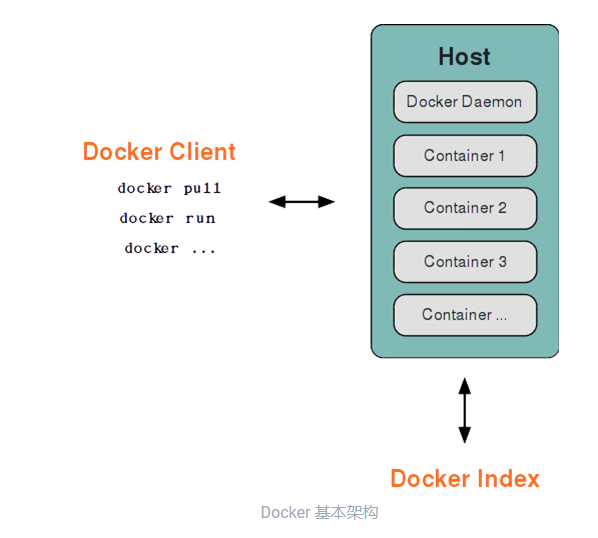 Host
Docker Daemon
Docker Client
Container 1
docker pull
docker run
Container 2
docker ...
Container 3
Container ...
Docker Index
Docker 基本架构